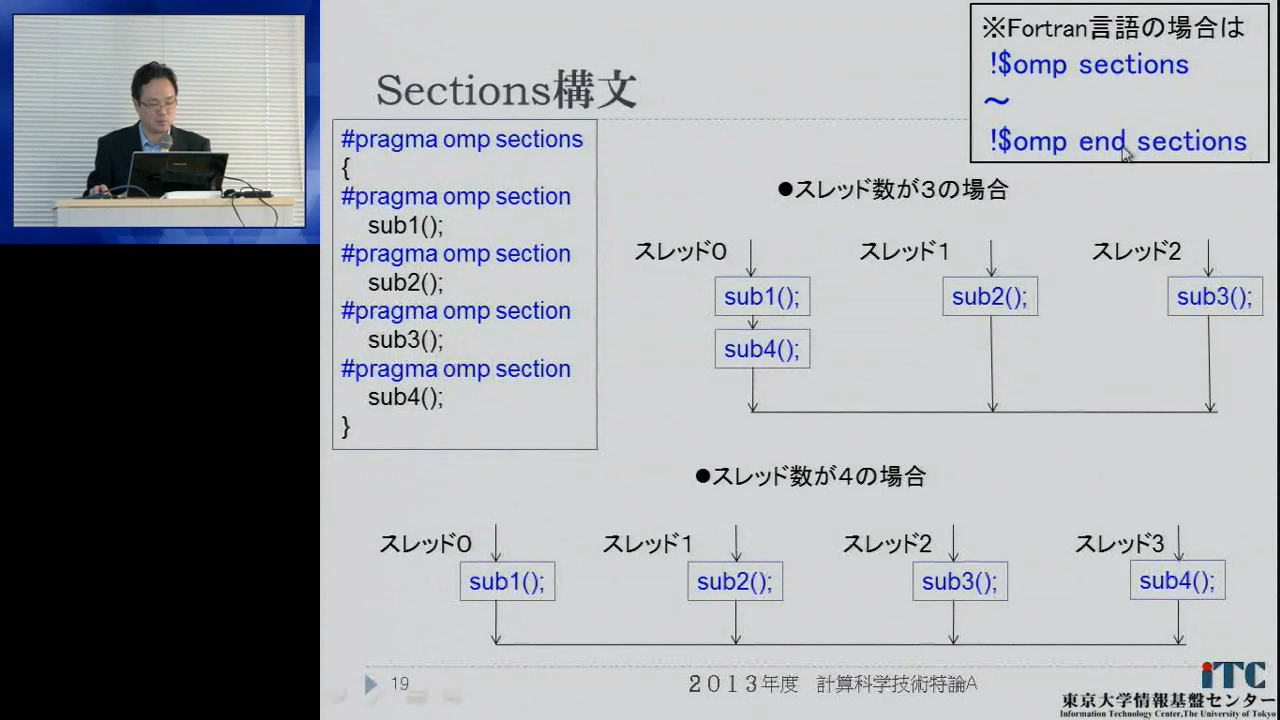 ※Fortran言語の場合は
!$omp sections
~
!$omp end sections
Sections構文
#pragma omp sections
{
#pragma omp section
sub1();
#pragma omp section
sub2();
#pragma omp section
sub3();
#pragma omp section
sub4();
}
●スレッド数が3の場合
スレッド0
スレッド1
スレッド2
sub1();
sub2();
sub3();
sub4();
●スレッド数が4の場合
スレッド0
スレッド1
スレッド2
スレッド3
sub1();
sub2();
sub3();
sub4();
19
2013年度 計算科学技術特論A
iTC
東京大学情報基盤センター
Information Technology Center,The University of Tokyo